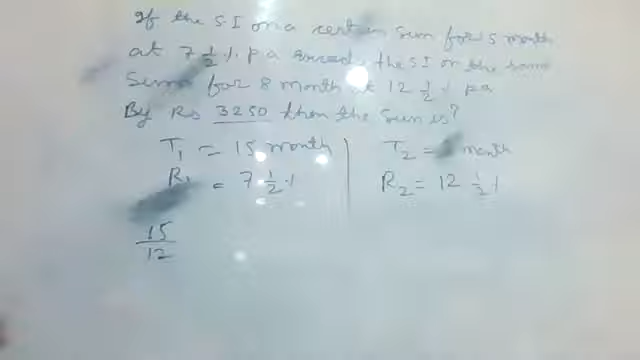 If the S.I on a certain Sum for 15 month
at 7 1/2 % p a exceeds the S I on the same
Sum for 8 month at 12 1/2 % pa
By Rs 3250 then the Sum is?
T1 = 15 month
T2 = month
R1 = 7 1/2 %
R2 = 12 1/2 %
15/12